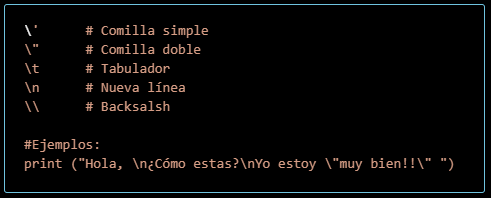 \'      # Comilla simple
\"      # Comilla doble
\t      # Tabulador
\n      # Nueva línea
\\      # Backsalsh

#Ejemplos:
print ("Hola, \n¿Cómo estas?\nYo estoy \"muy bien!!\" ")